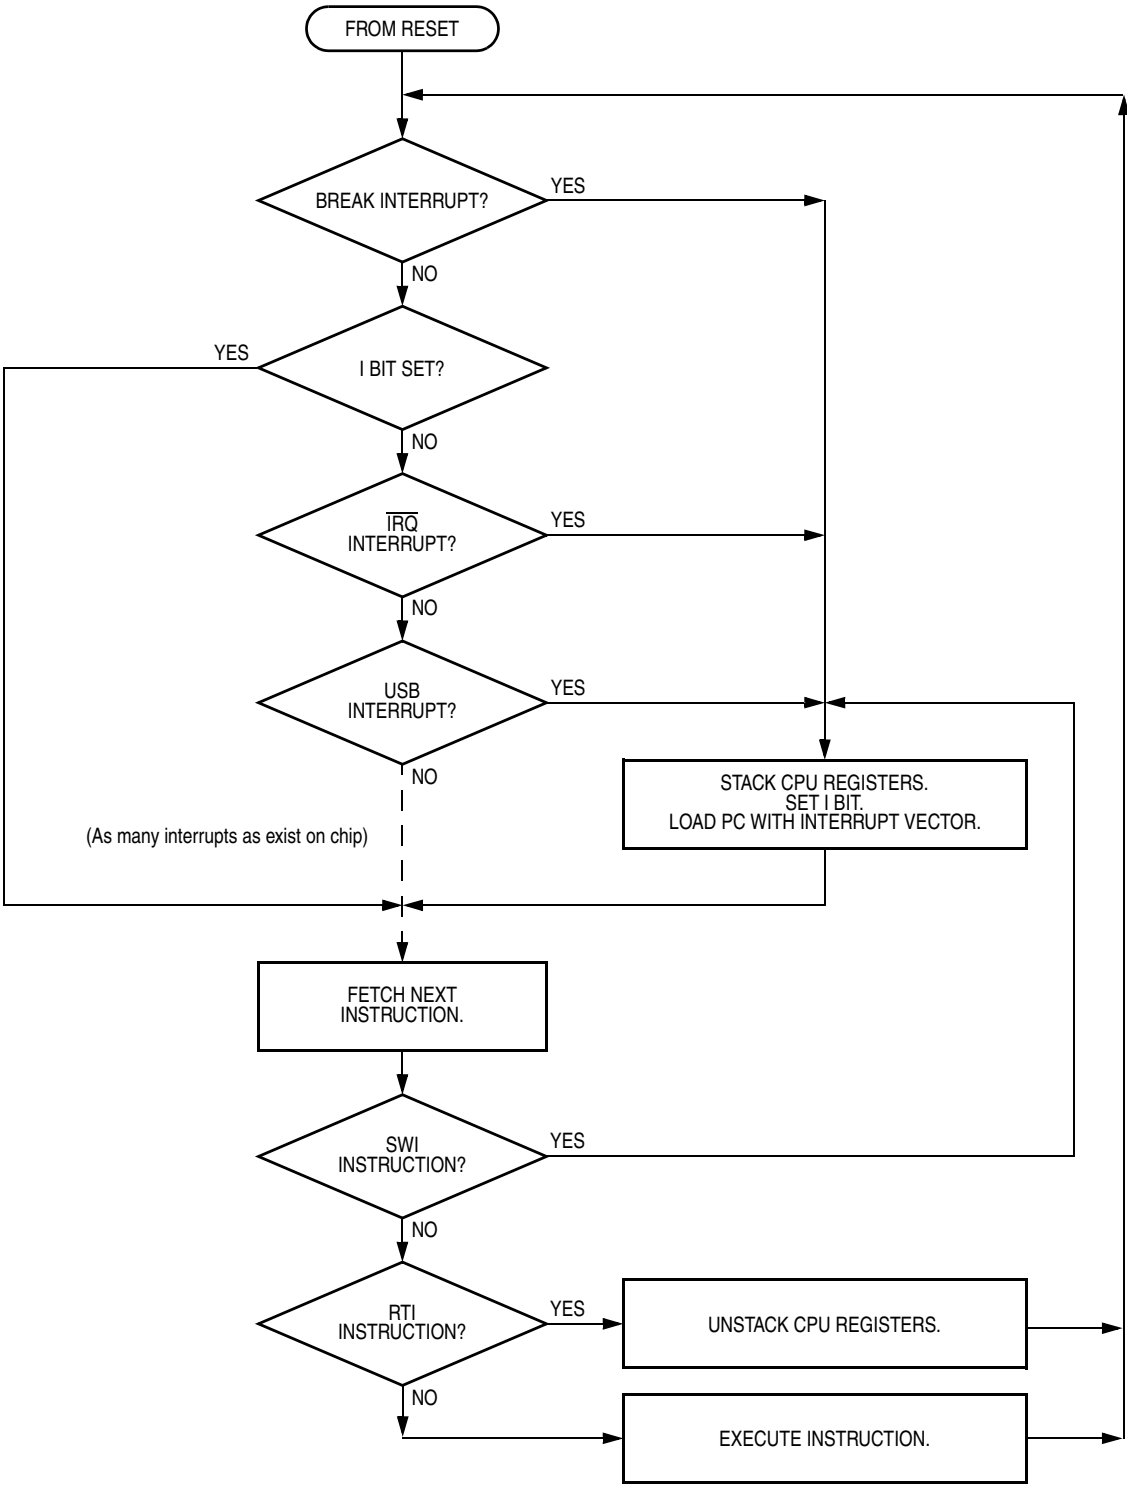 FROM RESET
BREAK INTERRUPT?
YES
NO
YES
I BIT SET?
NO
IRQ
INTERRUPT?
YES
NO
USB
INTERRUPT?
YES
NO
STACK CPU REGISTERS.
SET I BIT.
LOAD PC WITH INTERRUPT VECTOR.
(As many interrupts as exist on chip)
FETCH NEXT
INSTRUCTION.
SWI
INSTRUCTION?
YES
NO
RTI
INSTRUCTION?
YES
UNSTACK CPU REGISTERS.
NO
EXECUTE INSTRUCTION.